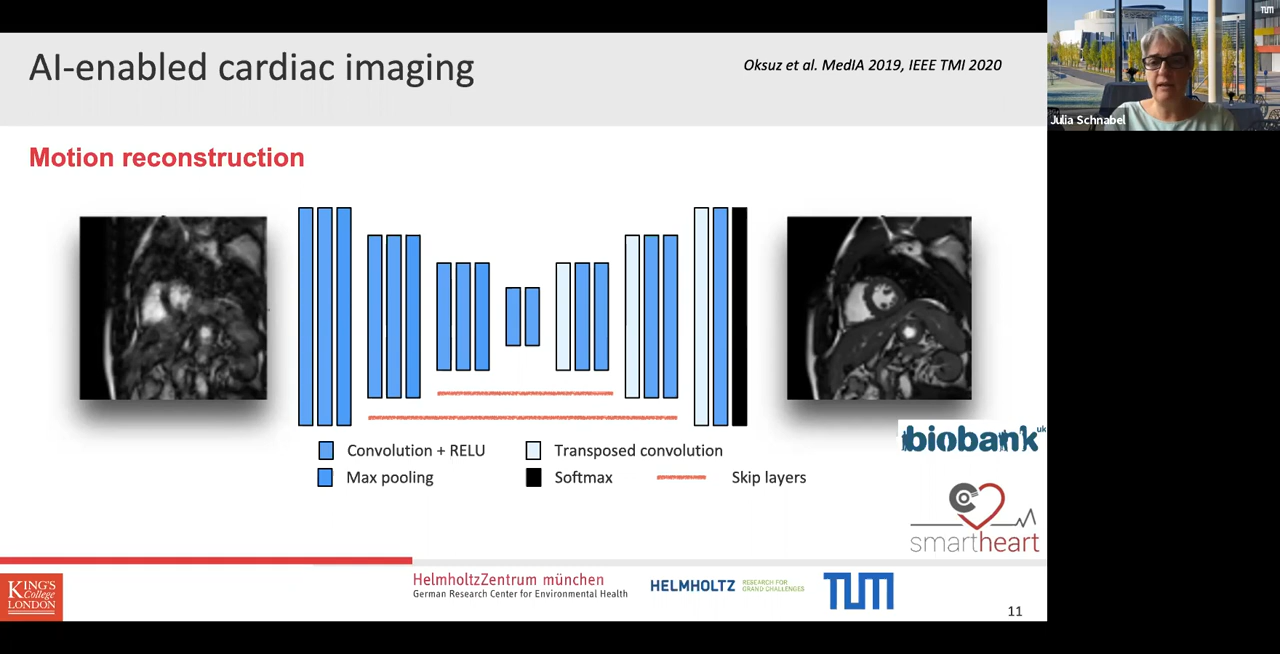 AI-enabled cardiac imaging
Oksuz et al. MedIA 2019, IEEE TMI 2020
TUM
Julia Schnabel
Motion reconstruction
Convolution + RELU
Transposed convolution
Max pooling
Softmax
Skip layers
biobank uk
smartheart
KING'S
College
LONDON
HelmholtzZentrum münchen
German Research Center for Environmental Health
HELMHOLTZ
RESEARCH FOR
GRAND CHALLENGES
TUM
11